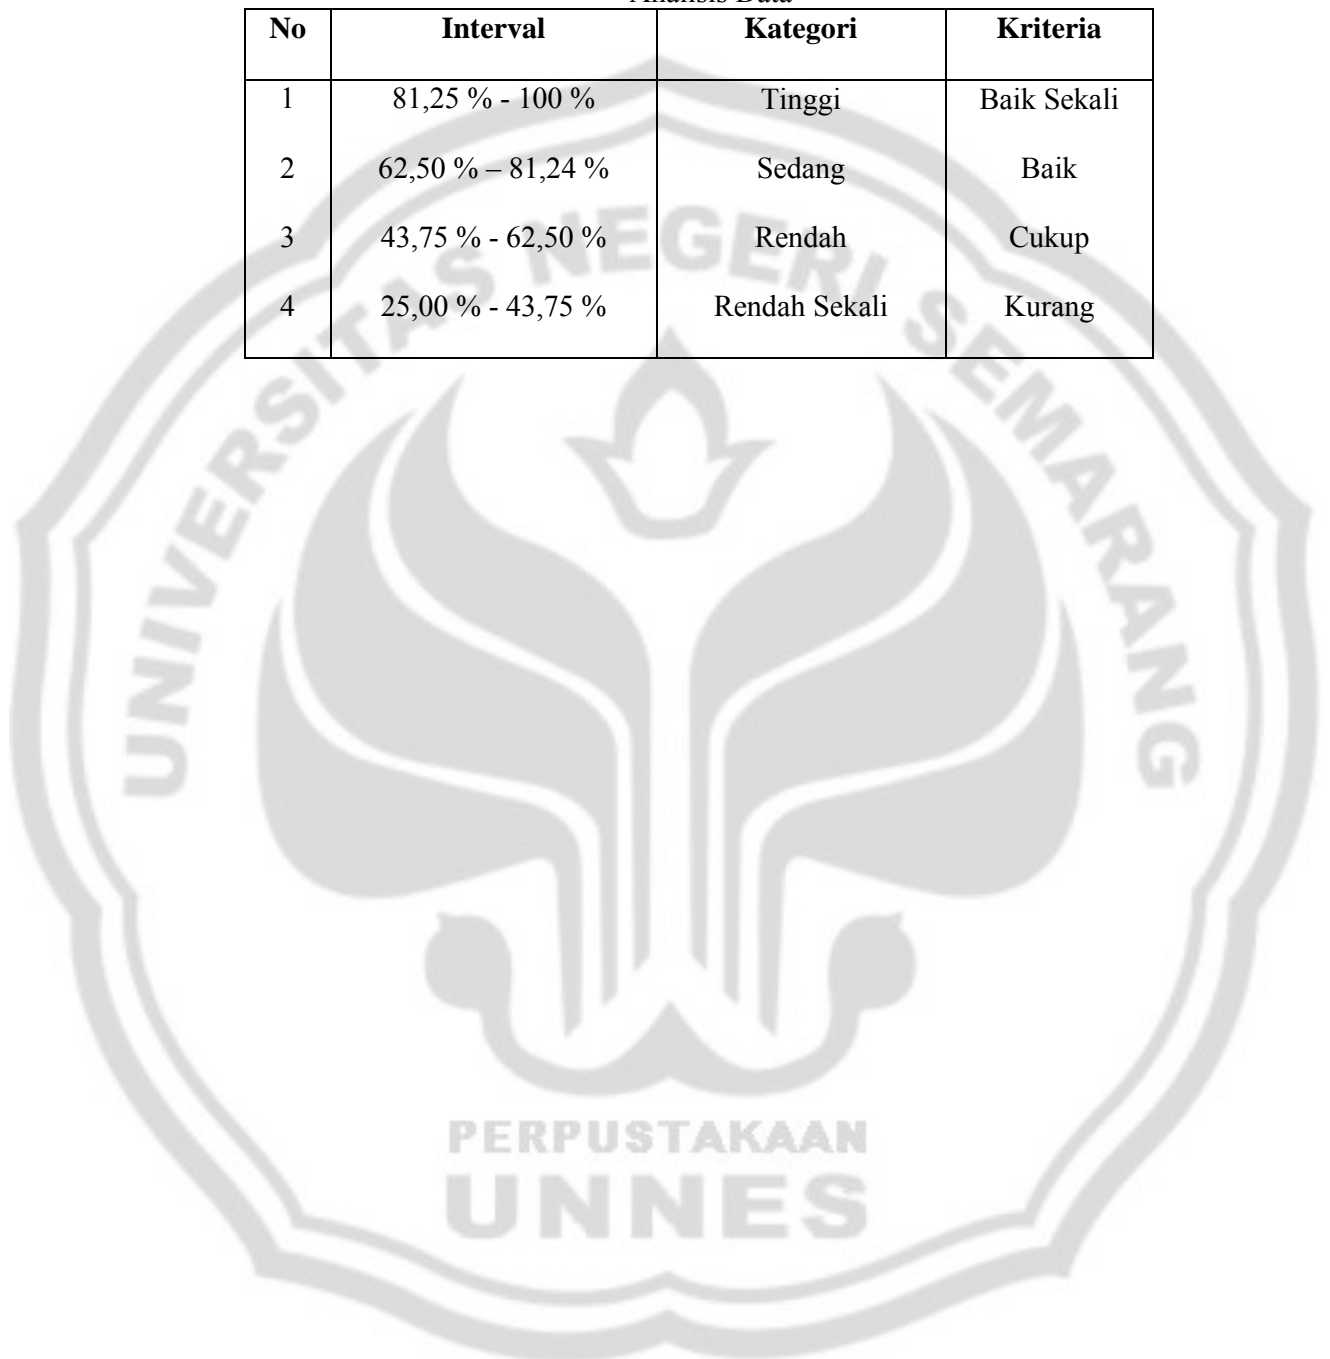 Analisis Data
No Interval Kategori Kriteria
1 81,25 % - 100 % Tinggi Baik Sekali
2 62,50 % – 81,24 % Sedang Baik
3 43,75 % - 62,50 % Rendah Cukup
4 25,00 % - 43,75 % Rendah Sekali Kurang
UNIVERSITAS NEGERI SEMARANG
PERPUSTAKAAN
UNNES